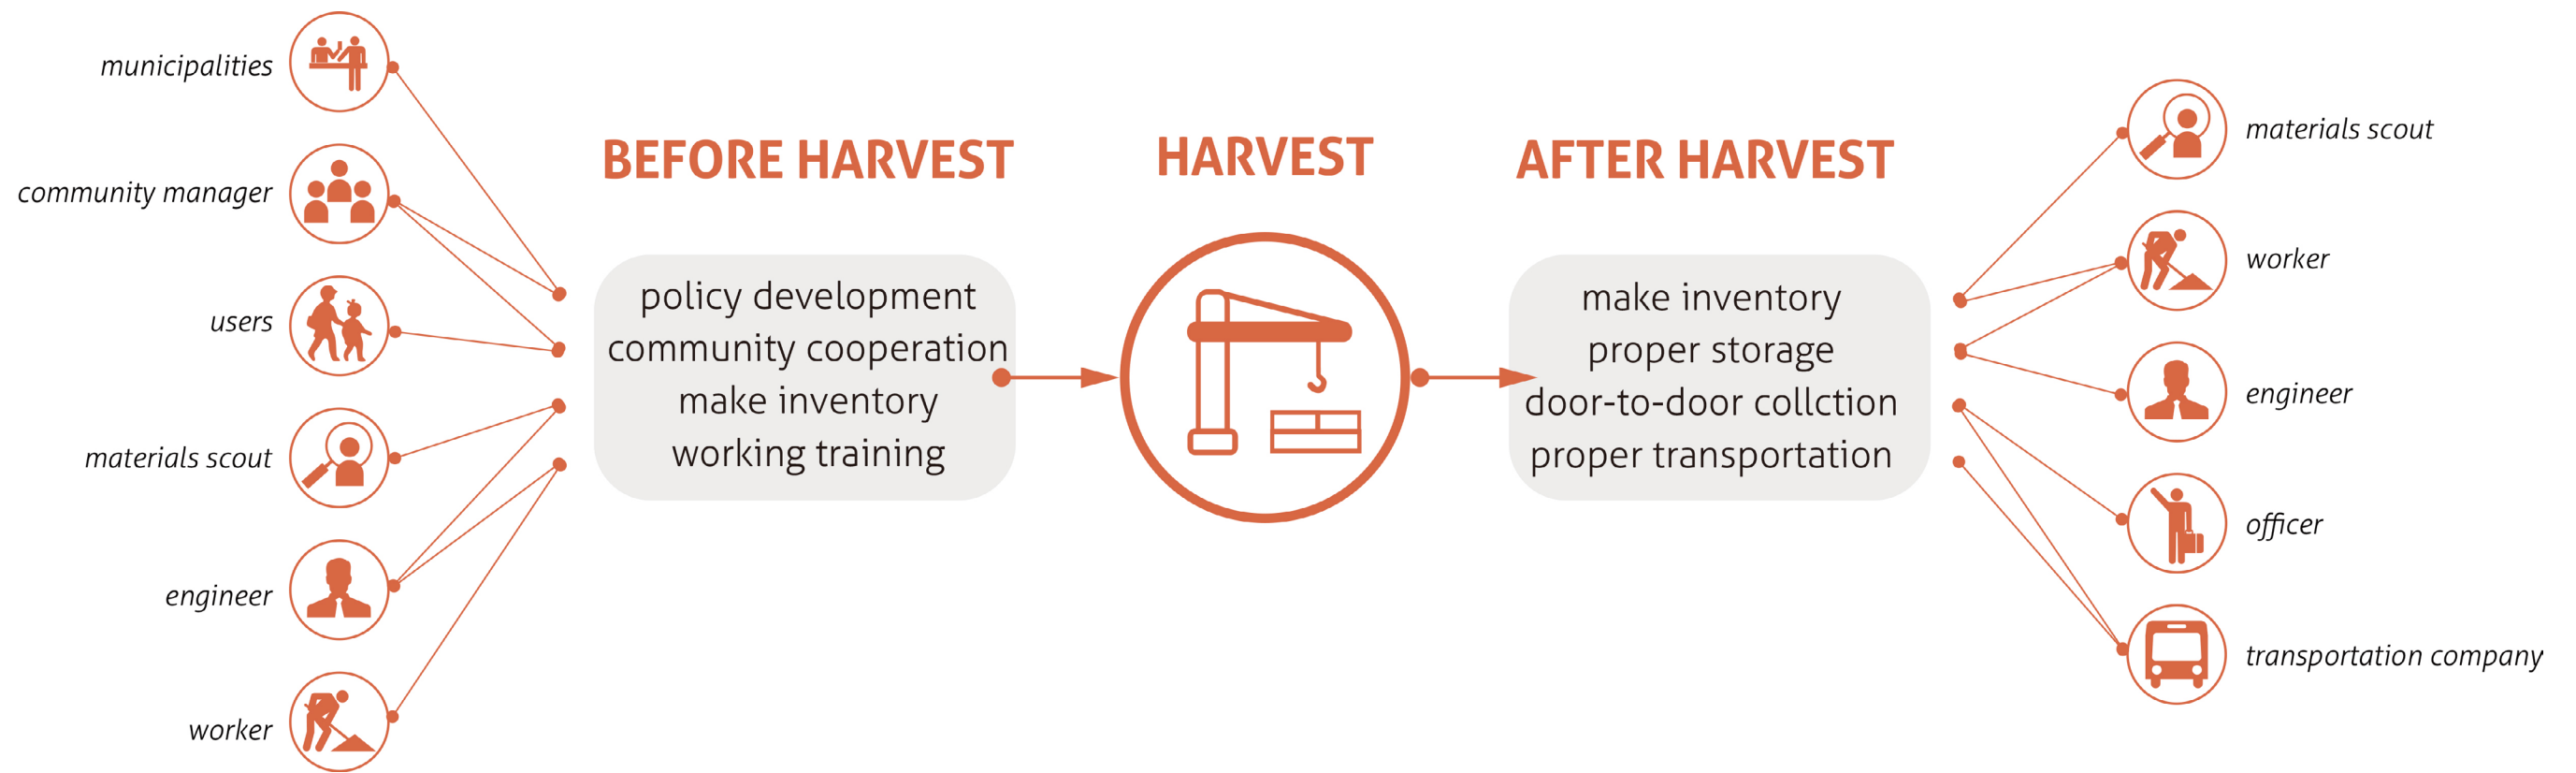 municipalities
community manager
users
materials scout
engineer
worker
BEFORE HARVEST
policy development
community cooperation
make inventory
working training
HARVEST
AFTER HARVEST
make inventory
proper storage
door-to-door collction
proper transportation
materials scout
worker
engineer
officer
transportation company